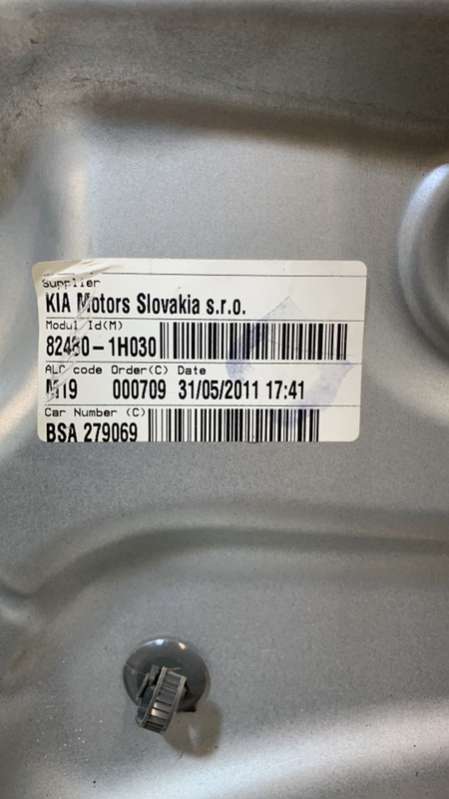 Supplier
KIA Motors Slovakia s.r.o.
Modul Id(M)
82480-1H030
ALC code Order(C) Date
M19 000709 31/05/2011 17:41
Car Number (C)
BSA 279069